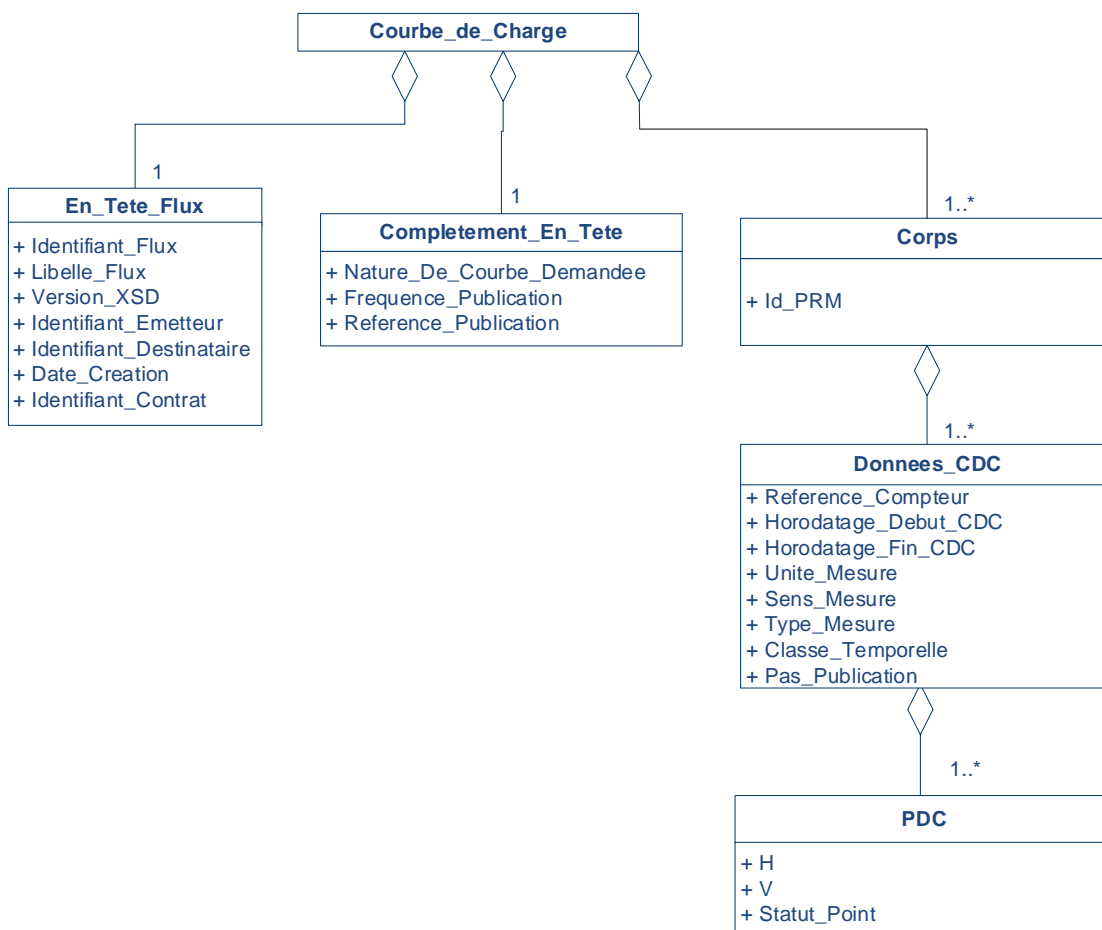 Courbe_de_Charge
1
En_Tete_Flux
+ Identifiant_Flux
+ Libelle_Flux
+ Version_XSD
+ Identifiant_Emetteur
+ Identifiant_Destinataire
+ Date_Creation
+ Identifiant_Contrat
1
Completement_En_Tete
+ Nature_De_Courbe_Demandee
+ Frequence_Publication
+ Reference_Publication
1..*
Corps
+ Id_PRM
1..*
Donnees_CDC
+ Reference_Compteur
+ Horodatage_Debut_CDC
+ Horodatage_Fin_CDC
+ Unite_Mesure
+ Sens_Mesure
+ Type_Mesure
+ Classe_Temporelle
+ Pas_Publication
1..*
PDC
+ H
+ V
+ Statut_Point